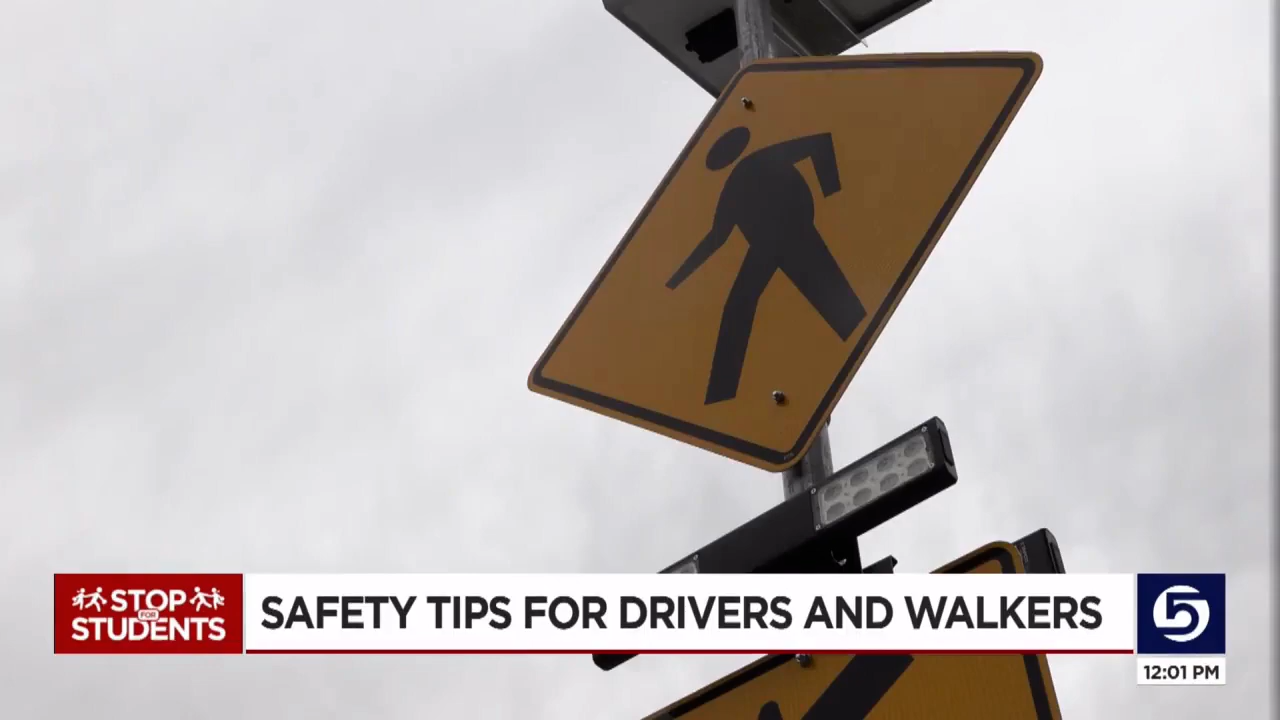 STOP
FOR
STUDENTS
SAFETY TIPS FOR DRIVERS AND WALKERS
5
12:01 PM